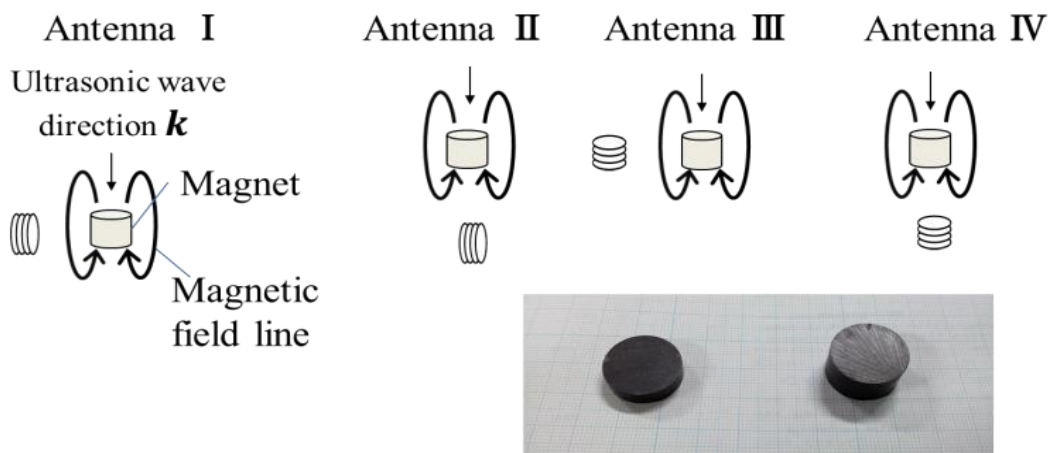 Antenna I
Ultrasonic wave
direction k
Magnet
Magnetic
field line
Antenna II
Antenna III
Antenna IV